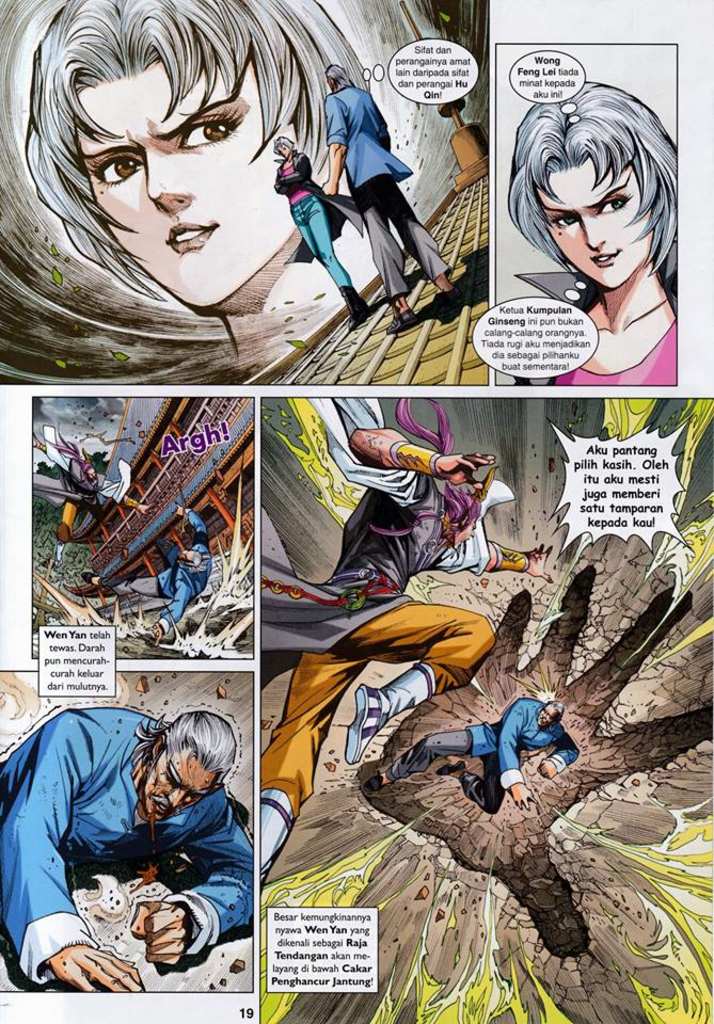 Sifat dan
perangainya amat
lain daripada sifat
dan perangai Hu
Qin!
Wong
Feng Lei tiada
minat kepada
aku ini!
Ketua Kumpulan
Ginseng ini pun bukan
calang-calang orangnya.
Tiada rugi aku menjadikan
dia sebagai pilihanku
buat sementara!
Argh!
Wen Yan telah
tewas. Darah
pun mencurah-
curah keluar
dari mulutnya.
Aku pantang
pilih kasih. Oleh
itu aku mesti
juga memberi
satu tamparan
kepada kau!
Besar kemungkinannya
nyawa Wen Yan yang
dikenali sebagai Raja
Tendangan akan me-
layang di bawah Cakar
Penghancur Jantung!
19